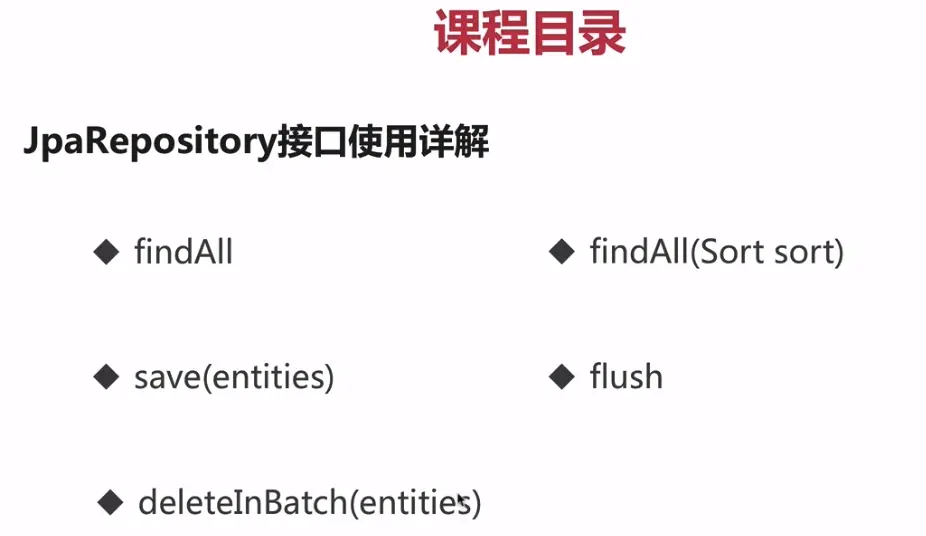 课程目录
JpaRepository接口使用详解
◆ findAll
◆ findAll(Sort sort)
◆ save(entities)
◆ flush
◆ deleteInBatch(entities)